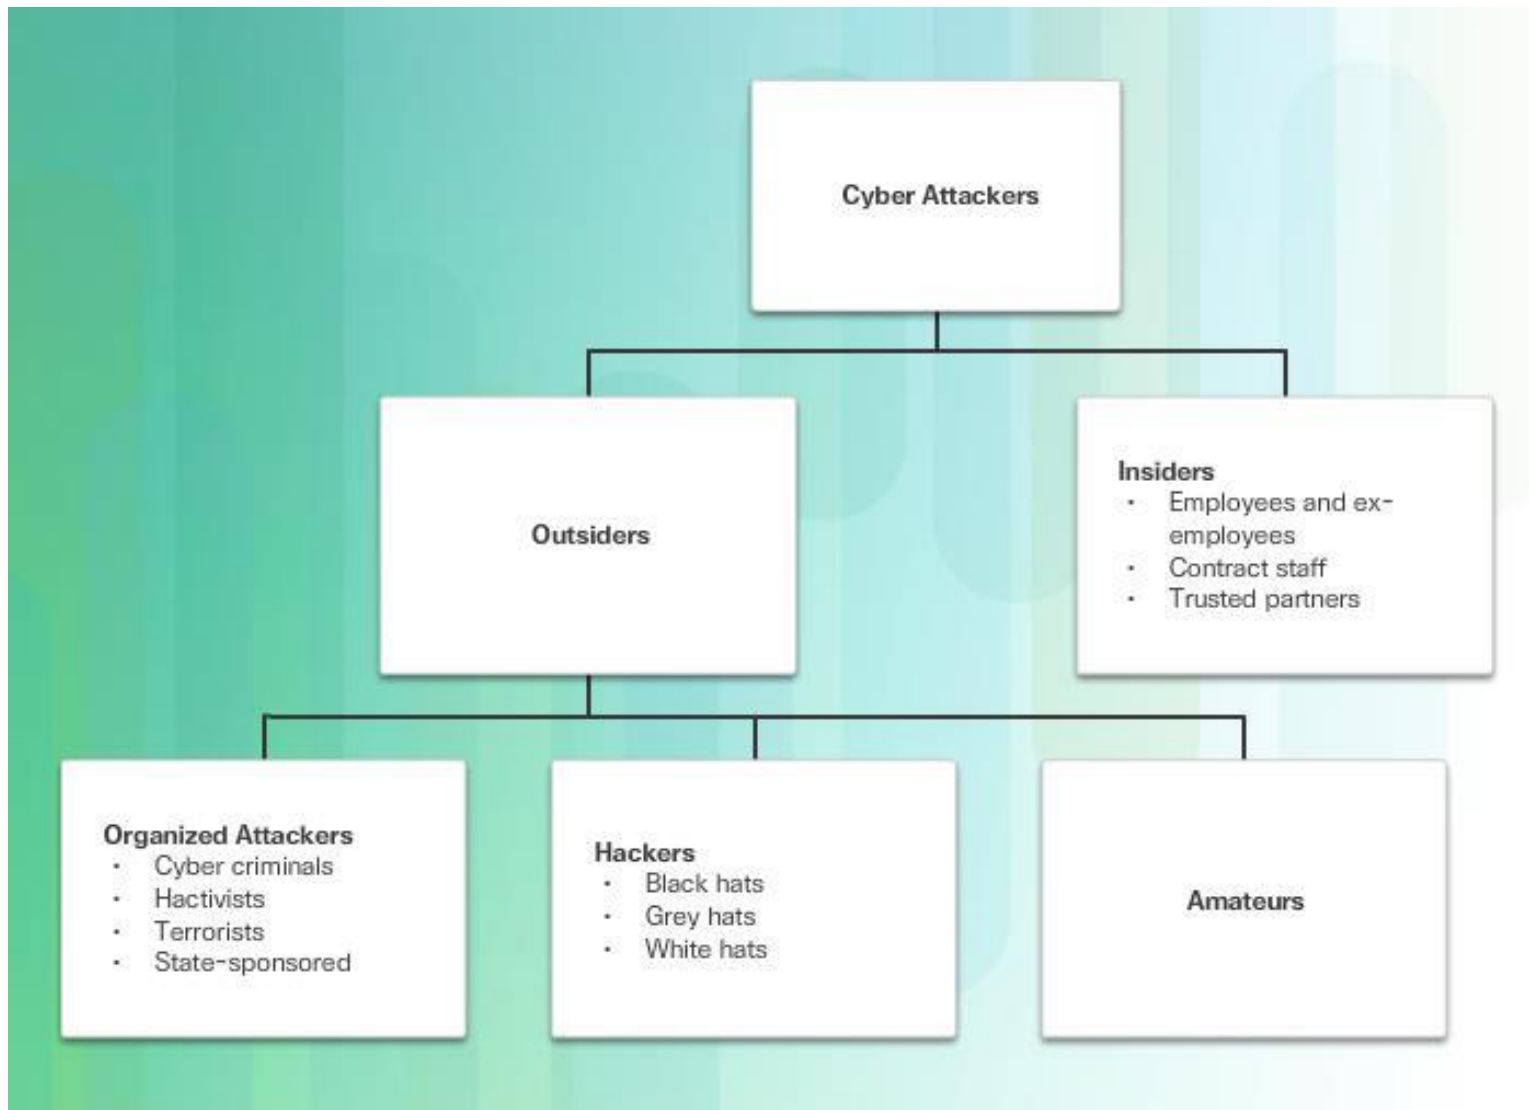 Cyber Attackers
Outsiders
Insiders
· Employees and ex-
employees
· Contract staff
· Trusted partners
Organized Attackers
· Cyber criminals
· Hactivists
· Terrorists
· State-sponsored
Hackers
· Black hats
· Grey hats
· White hats
Amateurs